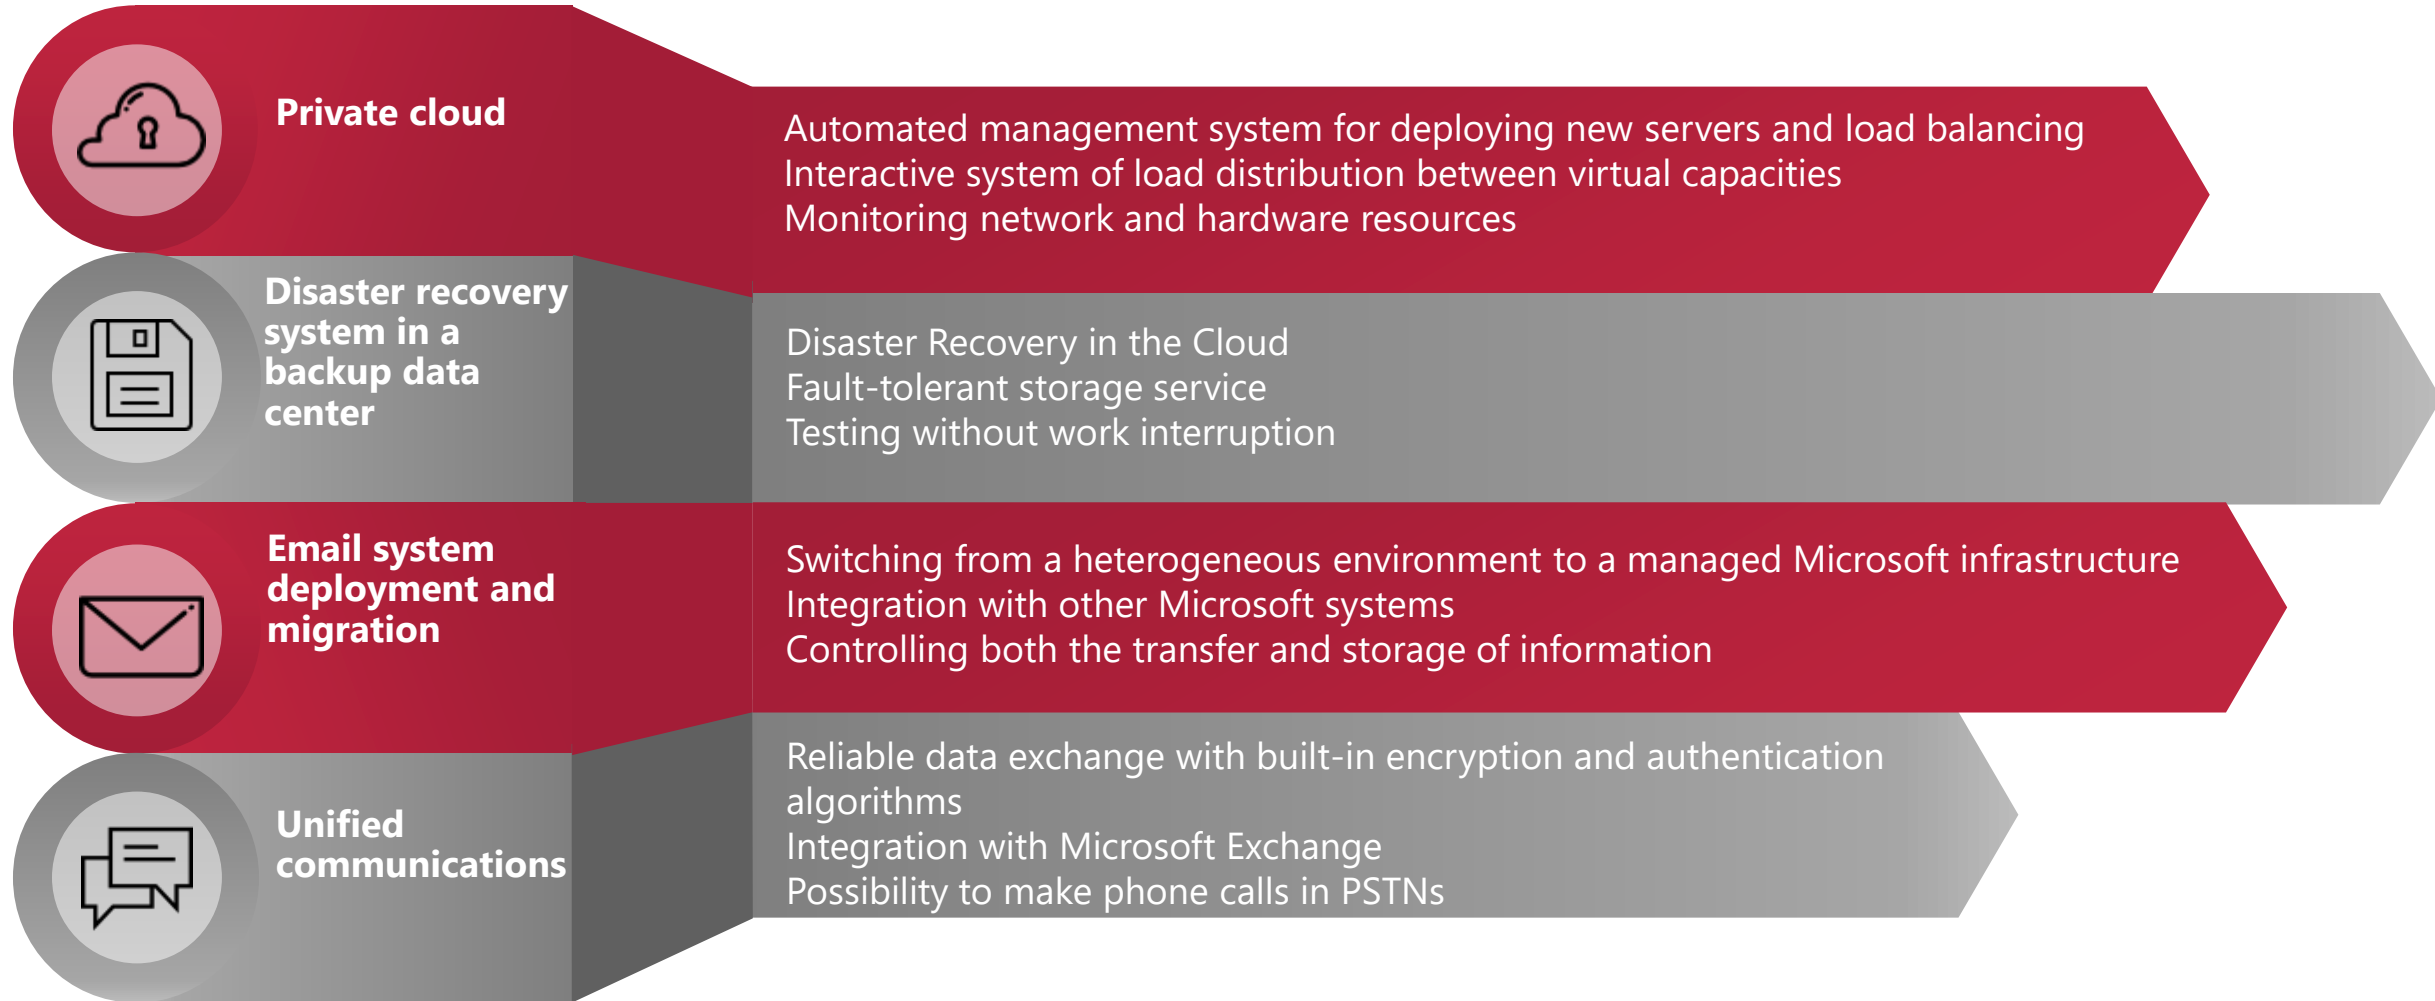 Private cloud
Automated management system for deploying new servers and load balancing
Interactive system of load distribution between virtual capacities
Monitoring network and hardware resources
Disaster recovery
system in a
backup data
center
Disaster Recovery in the Cloud
Fault-tolerant storage service
Testing without work interruption
Email system
deployment and
migration
Switching from a heterogeneous environment to a managed Microsoft infrastructure
Integration with other Microsoft systems
Controlling both the transfer and storage of information
Unified
communications
Reliable data exchange with built-in encryption and authentication
algorithms
Integration with Microsoft Exchange
Possibility to make phone calls in PSTNs